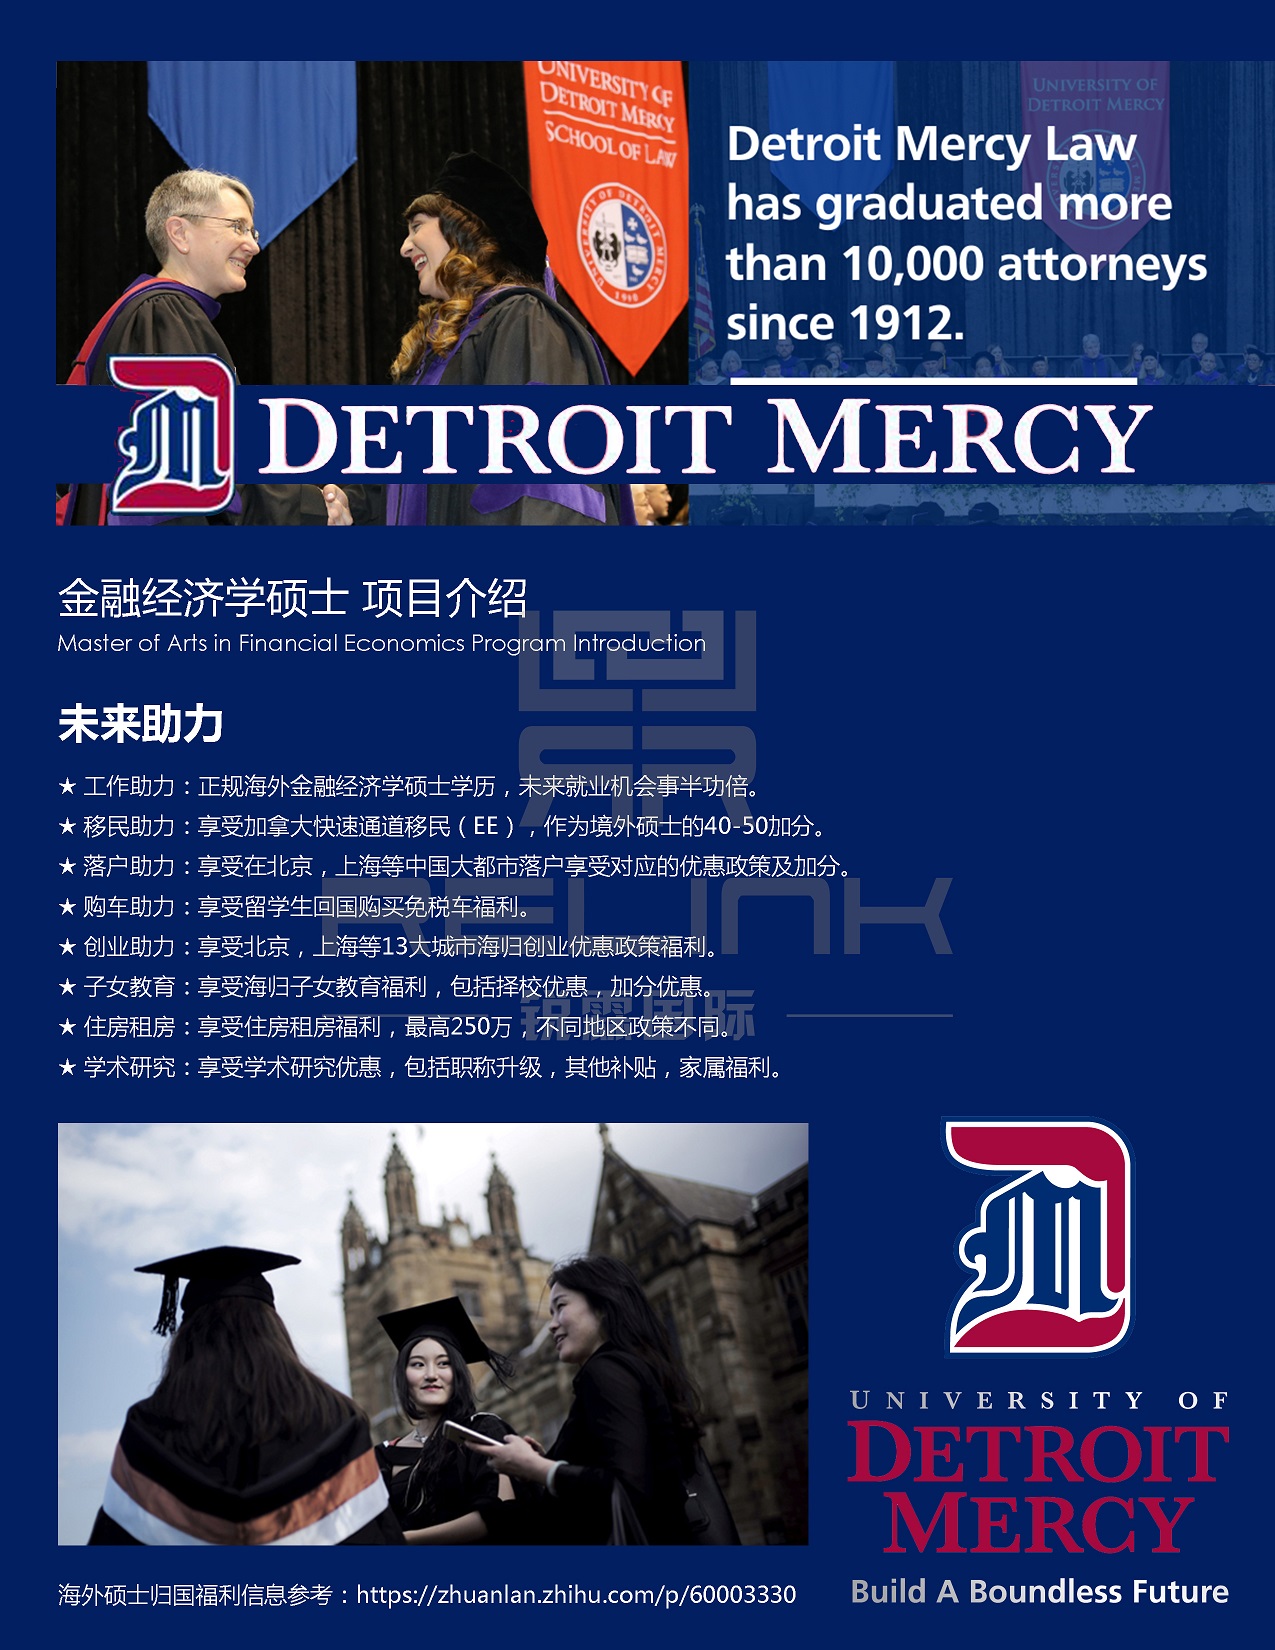 UNIVERSITY OF
DETROIT MERCY
SCHOOL OF LAW
UNIVERSITY OF DETROIT MERCY
UNIVERSITY OF
DETROIT MERCY
Detroit Mercy Law
has graduated more
than 10,000 attorneys
since 1912.
DETROIT MERCY
金融经济学硕士 项目介绍
Master of Arts in Financial Economics Program Introduction
未来助力
★ 工作助力：正规海外金融经济学硕士学历，未来就业机会事半功倍。
★ 移民助力：享受加拿大快速通道移民（EE），作为境外硕士的40-50加分。
★ 落户助力：享受在北京，上海等中国大都市落户享受对应的优惠政策及加分。
★ 购车助力：享受留学生回国购买免税车福利。
★ 创业助力：享受北京，上海等13大城市海归创业优惠政策福利。
★ 子女教育：享受海归子女教育福利，包括择校优惠，加分优惠。
★ 住房租房：享受住房租房福利，最高250万，不同地区政策不同。
★ 学术研究：享受学术研究优惠，包括职称升级，其他补贴，家属福利。
RELINK
锐霖国际
UNIVERSITY OF
DETROIT
MERCY
Build A Boundless Future
海外硕士归国福利信息参考：https://zhuanlan.zhihu.com/p/60003330